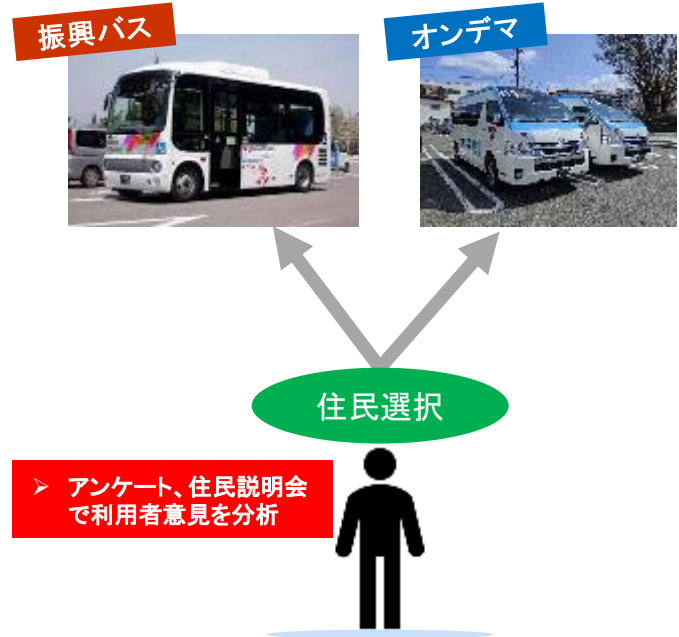 振興バス
オンデマ
住民選択
➢ アンケート、住民説明会
で利用者意見を分析